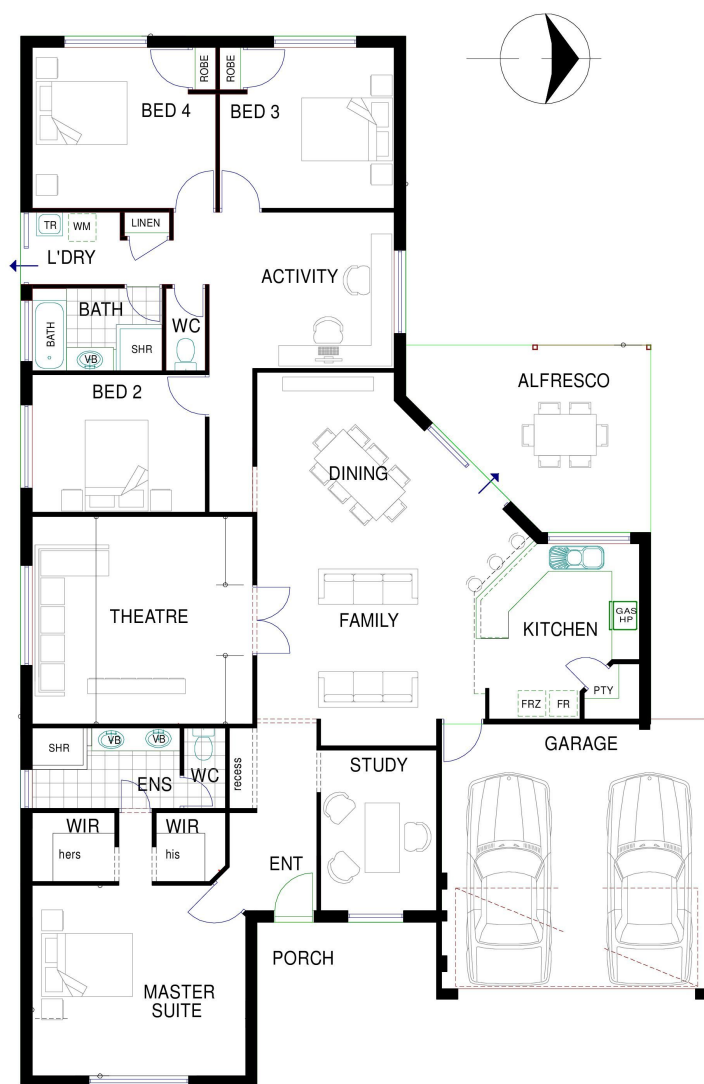 ROBE
ROBE
BED 4
BED 3
TR
WM
LINEN
L'DRY
ACTIVITY
BATH
WC
BATH
SHR
VB
ALFRESCO
BED 2
DINING
THEATRE
FAMILY
KITCHEN
GAS
HP
PTY
FRZ
FR
VB
VB
SHR
GARAGE
STUDY
ENS
WC
recess
WIR
WIR
hers
his
ENT
PORCH
MASTER
SUITE